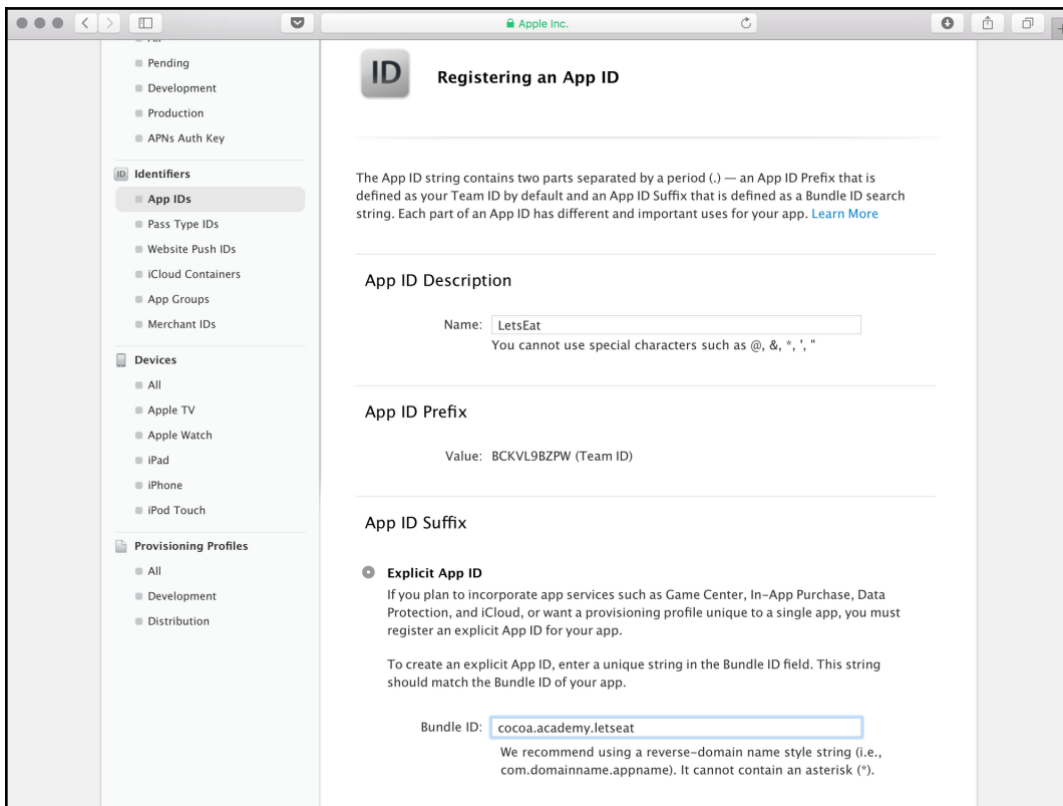 Apple Inc.
Pending
Development
Production
APNs Auth Key
ID Identifiers
App IDs
Pass Type IDs
Website Push IDs
iCloud Containers
App Groups
Merchant IDs
Devices
All
Apple TV
Apple Watch
iPad
iPhone
iPod Touch
Provisioning Profiles
All
Development
Distribution
ID Registering an App ID
The App ID string contains two parts separated by a period (.) — an App ID Prefix that is
defined as your Team ID by default and an App ID Suffix that is defined as a Bundle ID search
string. Each part of an App ID has different and important uses for your app. Learn More
App ID Description
Name: LetsEat
You cannot use special characters such as @, &, *, ', "
App ID Prefix
Value: BCKVL9BZPW (Team ID)
App ID Suffix
Explicit App ID
If you plan to incorporate app services such as Game Center, In-App Purchase, Data
Protection, and iCloud, or want a provisioning profile unique to a single app, you must
register an explicit App ID for your app.
To create an explicit App ID, enter a unique string in the Bundle ID field. This string
should match the Bundle ID of your app.
Bundle ID: cocoa.academy.letseat
We recommend using a reverse-domain name style string (i.e.,
com.domainname.appname). It cannot contain an asterisk (*).